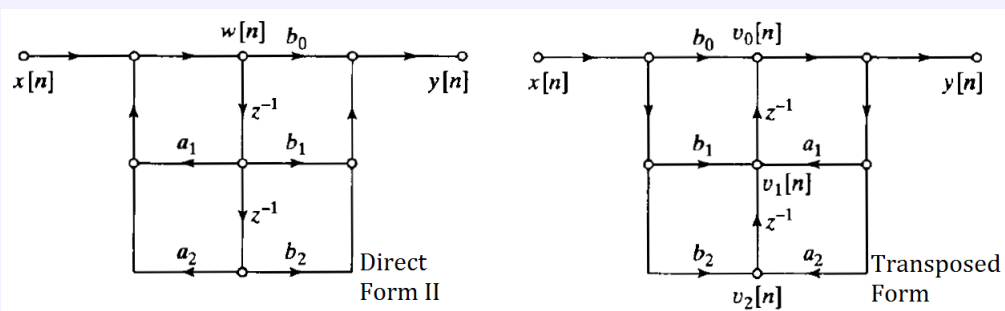 w[n] b₀
x[n] y[n]
z⁻¹
a₁ b₁
z⁻¹
a₂ b₂
Direct
Form II
b₀ v₀[n]
x[n] y[n]
z⁻¹
b₁ a₁
v₁[n]
z⁻¹
b₂ a₂
v₂[n]
Transposed
Form